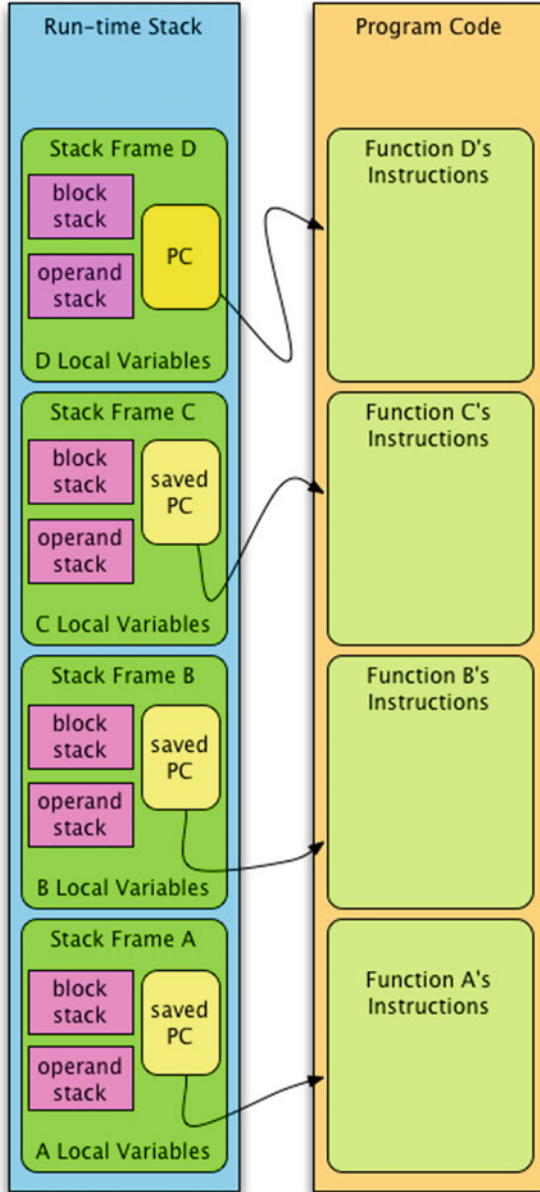 Run-time Stack
Stack Frame D
block
stack
PC
operand
stack
D Local Variables
Stack Frame C
block
stack
saved
PC
operand
stack
C Local Variables
Stack Frame B
block
stack
saved
PC
operand
stack
B Local Variables
Stack Frame A
block
stack
saved
PC
operand
stack
A Local Variables
Program Code
Function D's
Instructions
Function C's
Instructions
Function B's
Instructions
Function A's
Instructions